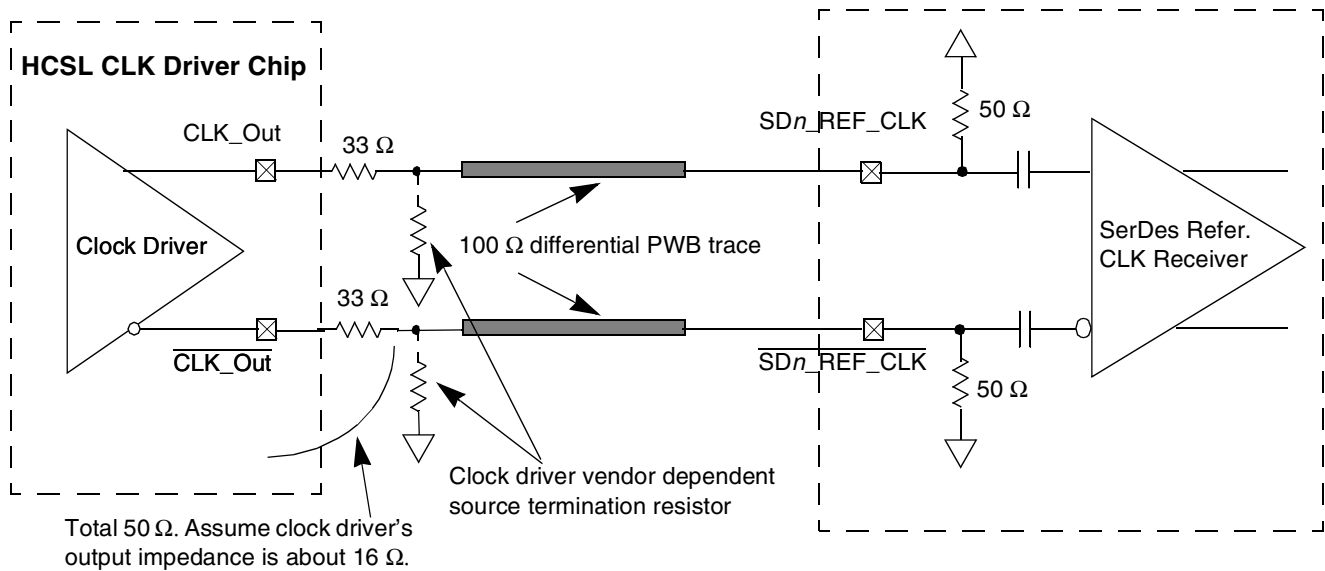 HCSL CLK Driver Chip
CLK_Out
33 Ω
SDn_REF_CLK
50 Ω
Clock Driver
100 Ω differential PWB trace
SerDes Refer.
CLK Receiver
33 Ω
CLK_Out
SDn_REF_CLK
50 Ω
Clock driver vendor dependent
source termination resistor
Total 50 Ω. Assume clock driver's
output impedance is about 16 Ω.